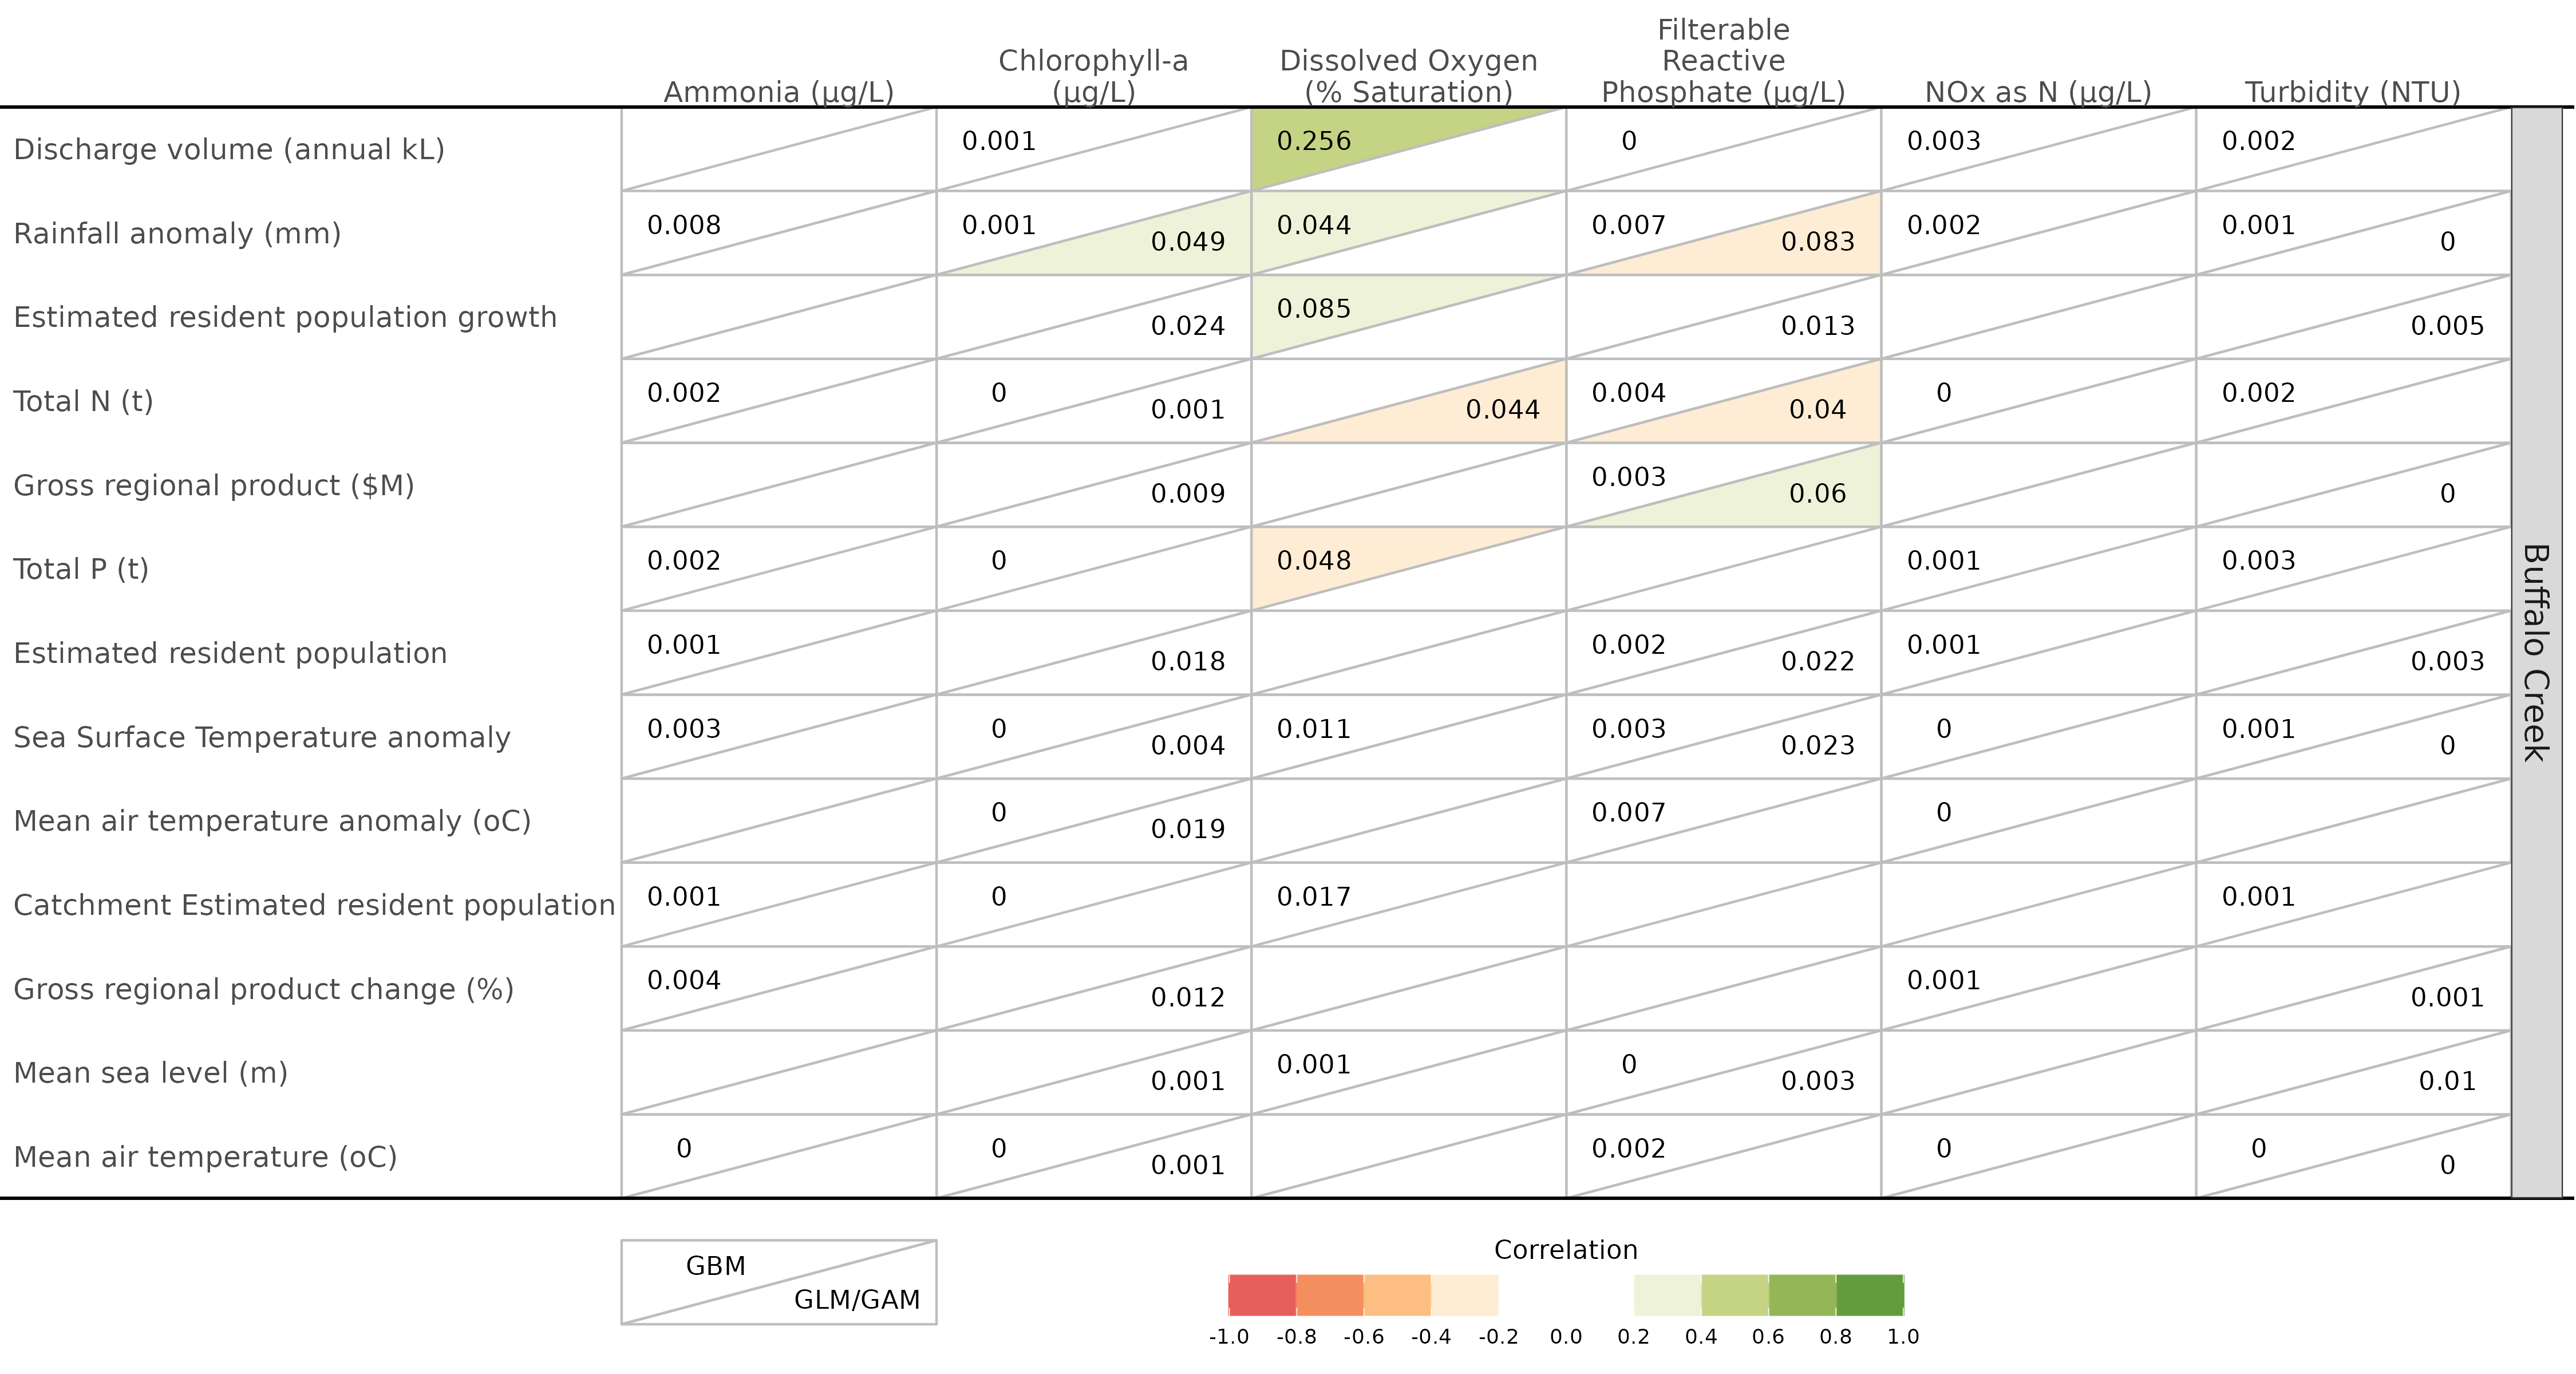 Filterable
Chlorophyll-a Dissolved Oxygen Reactive
Ammonia (µg/L) (µg/L) (% Saturation) Phosphate (µg/L) NOx as N (µg/L) Turbidity (NTU)
Discharge volume (annual kL) 0.001 0.256 0 0.003 0.002
Rainfall anomaly (mm) 0.008 0.001 0.049 0.044 0.007 0.083 0.002 0.001 0
Estimated resident population growth 0.024 0.085 0.013 0.005
Total N (t) 0.002 0 0.001 0.044 0.004 0.04 0 0.002
Gross regional product ($M) 0.009 0.003 0.06 0
Total P (t) 0.002 0 0.048 0.001 0.003
Estimated resident population 0.001 0.018 0.002 0.022 0.001 0.003
Sea Surface Temperature anomaly 0.003 0 0.004 0.011 0.003 0.023 0 0.001 0
Mean air temperature anomaly (oC) 0 0.019 0.007 0
Catchment Estimated resident population 0.001 0 0.017 0.001
Gross regional product change (%) 0.004 0.012 0.001 0.001
Mean sea level (m) 0.001 0.001 0 0.003 0.01
Mean air temperature (oC) 0 0 0.001 0.002 0 0 0
Buffalo Creek
GBM
GLM/GAM
Correlation
-1.0 -0.8 -0.6 -0.4 -0.2 0.0 0.2 0.4 0.6 0.8 1.0